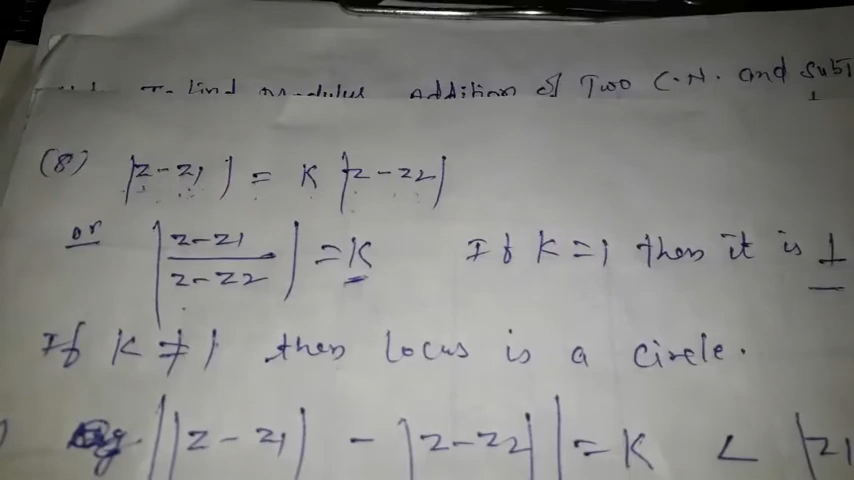 To find modulus addition of Two C.N. and subt
(8) |z-z1| = K |z-z2|
or |z-z1 / z-z2| = K If K=1 then it is ⊥
If K ≠ 1 then locus is a circle.
||z-z1| - |z-z2|| = K < |z1